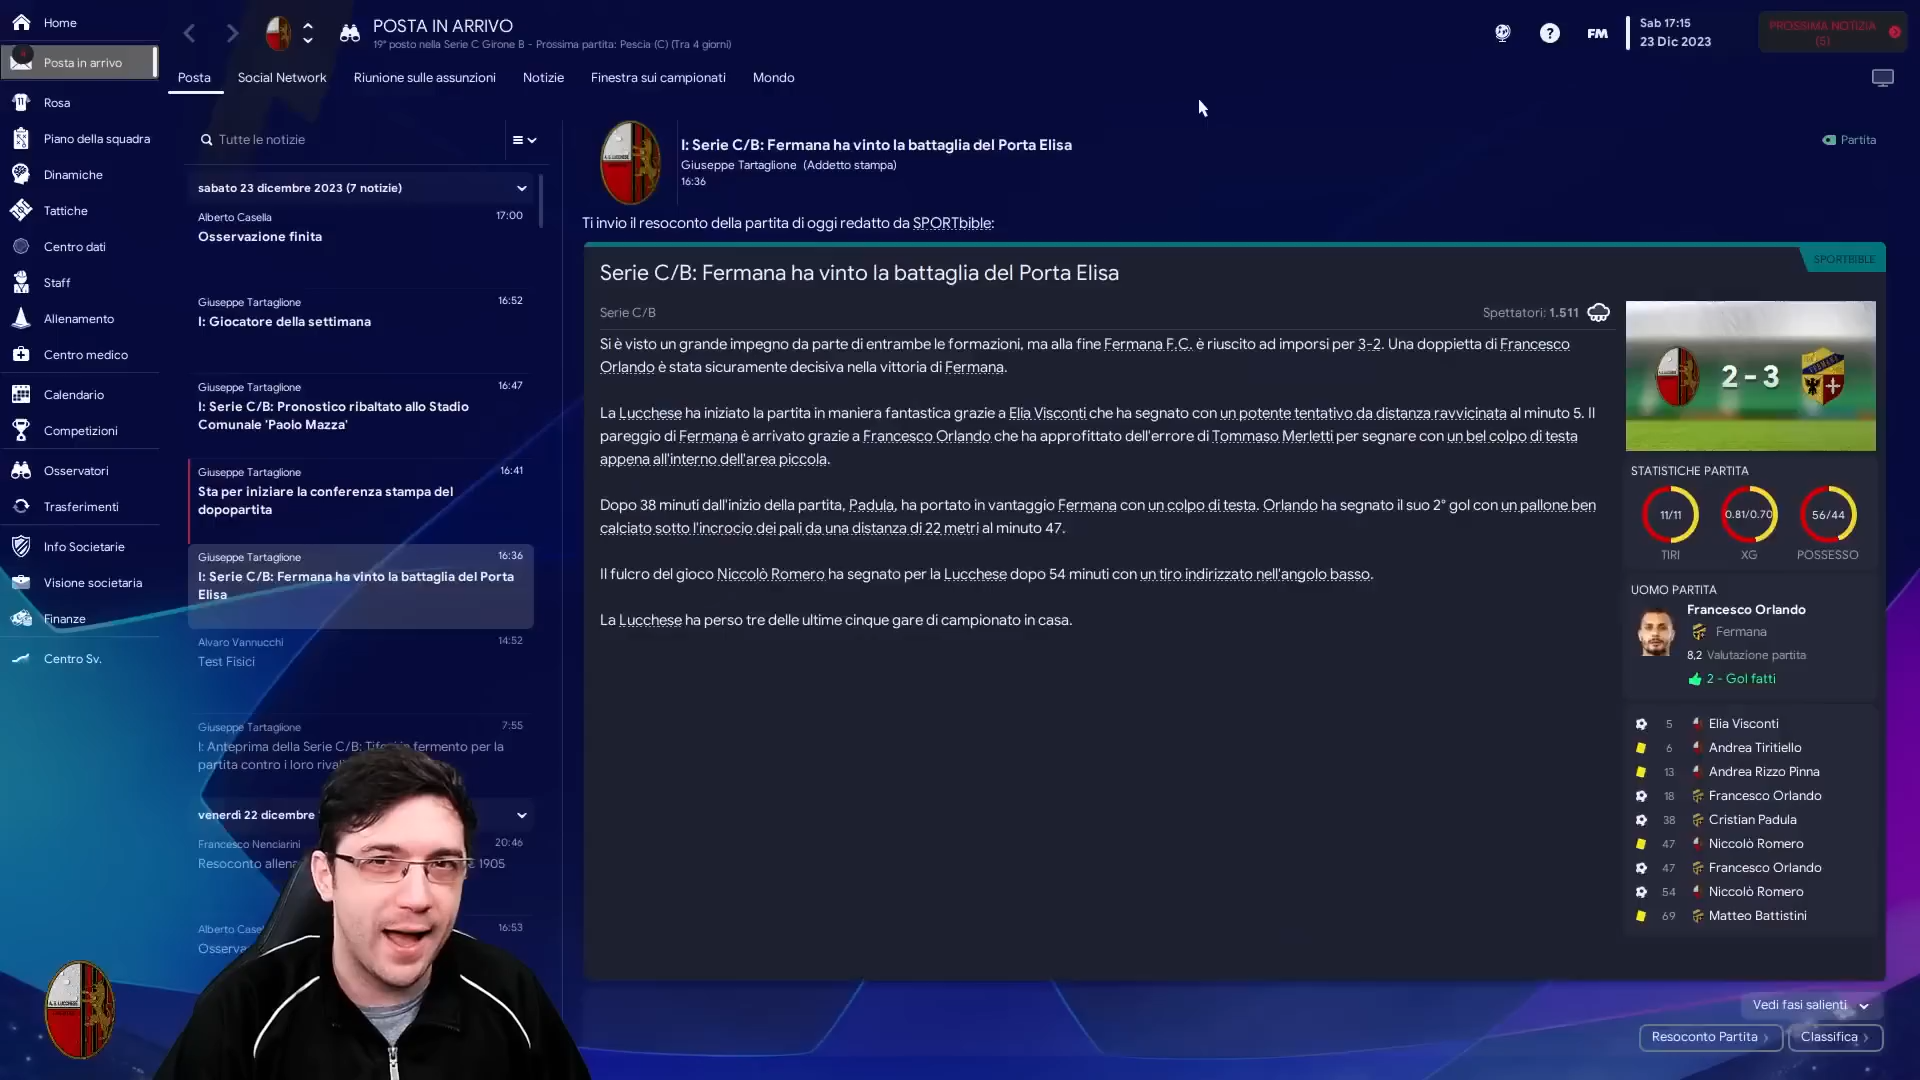 Home
Posta in arrivo
Rosa
Piano della squadra
Dinamiche
Tattiche
Centro dati
Staff
Allenamento
Centro medico
Calendario
Competizioni
Osservatori
Trasferimenti
Info Societarie
Visione societaria
Finanze
Centro Sv.
POSTA IN ARRIVO
19° posto nella Serie C Girone B - Prossima partita: Pescia (C) (Tra 4 giorni)
FM
Sab 17:15
23 Dic 2023
PROSSIMA NOTIZIA
(5)
Posta
Social Network
Riunione sulle assunzioni
Notizie
Finestra sui campionati
Mondo
Tutte le notizie
sabato 23 dicembre 2023 (7 notizie)
Alberto Casella 17:00
Osservazione finita
Giuseppe Tartaglione 16:52
I: Giocatore della settimana
Giuseppe Tartaglione 16:47
I: Serie C/B: Pronostico ribaltato allo Stadio
Comunale 'Paolo Mazza'
Giuseppe Tartaglione 16:41
Sta per iniziare la conferenza stampa del
dopopartita
Giuseppe Tartaglione 16:36
I: Serie C/B: Fermana ha vinto la battaglia del Porta
Elisa
Alvaro Vannucchi 14:52
Test Fisici
Giuseppe Tartaglione 7:55
I: Anteprima della Serie C/B: fermento per la
partita contro i loro
venerdì 22 dicembre
Francesco Nenciarini 20:46
Resoconto 1905
Alberto 16:53
I: Serie C/B: Fermana ha vinto la battaglia del Porta Elisa
Giuseppe Tartaglione (Addetto stampa)
16:36
Partita
Ti invio il resoconto della partita di oggi redatto da SPORTbible:
SPORTBIBLE
Serie C/B: Fermana ha vinto la battaglia del Porta Elisa
Serie C/B
Spettatori: 1.511
Si è visto un grande impegno da parte di entrambe le formazioni, ma alla fine Fermana F.C. è riuscito ad imporsi per 3-2. Una doppietta di Francesco
Orlando è stata sicuramente decisiva nella vittoria di Fermana.
La Lucchese ha iniziato la partita in maniera fantastica grazie a Elia Visconti che ha segnato con un potente tentativo da distanza ravvicinata al minuto 5. Il
pareggio di Fermana è arrivato grazie a Francesco Orlando che ha approfittato dell'errore di Tommaso Merletti per segnare con un bel colpo di testa
appena all'interno dell'area piccola.
Dopo 38 minuti dall'inizio della partita, Padula, ha portato in vantaggio Fermana con un colpo di testa. Orlando ha segnato il suo 2° gol con un pallone ben
calciato sotto l'incrocio dei pali da una distanza di 22 metri al minuto 47.
Il fulcro del gioco Niccolò Romero ha segnato per la Lucchese dopo 54 minuti con un tiro indirizzato nell'angolo basso.
La Lucchese ha perso tre delle ultime cinque gare di campionato in casa.
2 - 3
STATISTICHE PARTITA
11/11
0.81/0.70
56/44
TIRI
XG
POSSESSO
UOMO PARTITA
Francesco Orlando
Fermana
8,2 Valutazione partita
2 - Gol fatti
5 Elia Visconti
6 Andrea Tiritiello
13 Andrea Rizzo Pinna
18 Francesco Orlando
38 Cristian Padula
47 Niccolò Romero
47 Francesco Orlando
54 Niccolò Romero
69 Matteo Battistini
Vedi fasi salienti
Resoconto Partita
Classifica